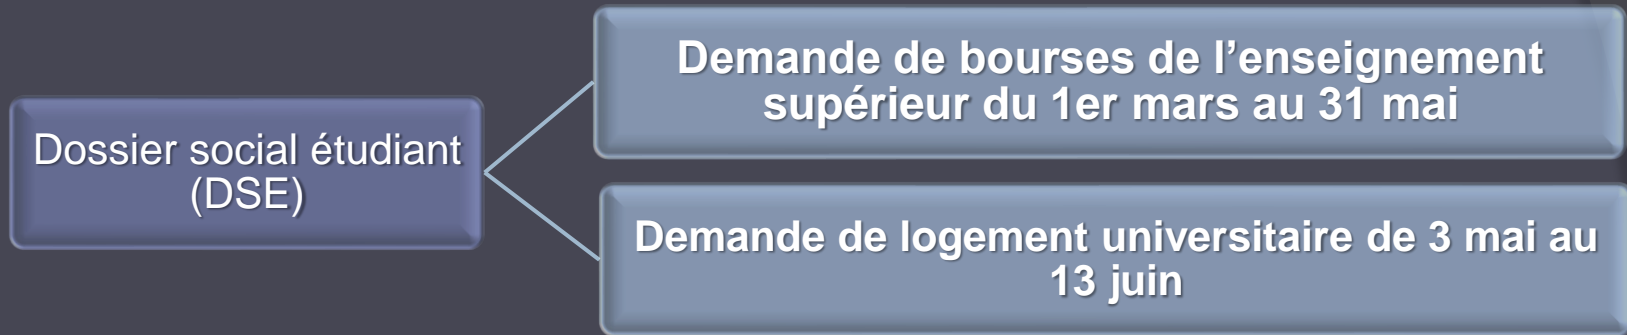 Dossier social étudiant
(DSE)
Demande de bourses de l’enseignement
supérieur du 1er mars au 31 mai
Demande de logement universitaire de 3 mai au
13 juin